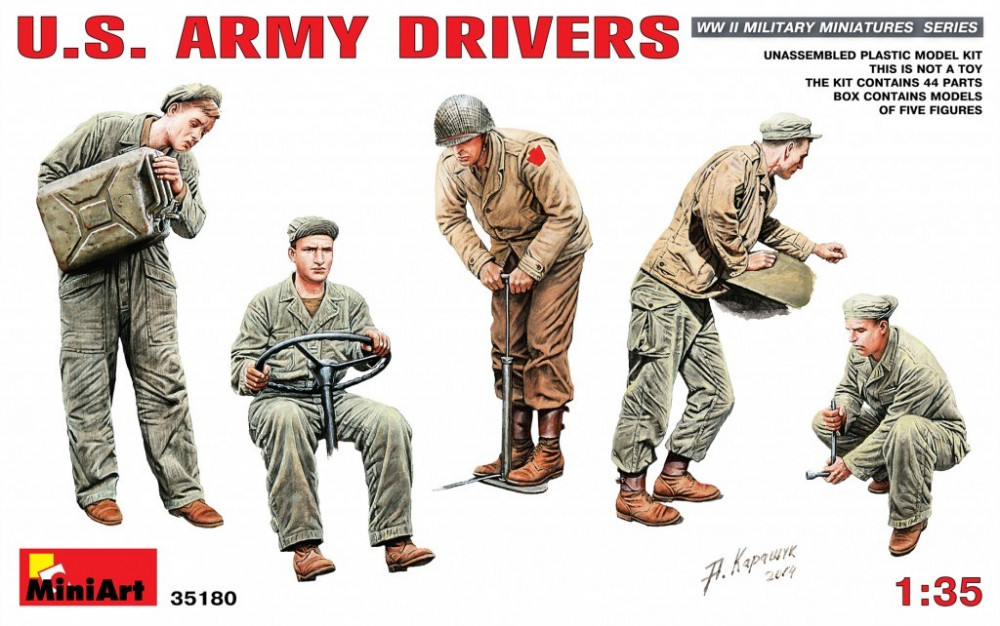 U.S. ARMY DRIVERS
WW II MILITARY MINIATURES SERIES
UNASSEMBLED PLASTIC MODEL KIT
THIS IS NOT A TOY
THE KIT CONTAINS 44 PARTS
BOX CONTAINS MODELS
OF FIVE FIGURES
MiniArt
35180
А. Каращук
2014
1:35